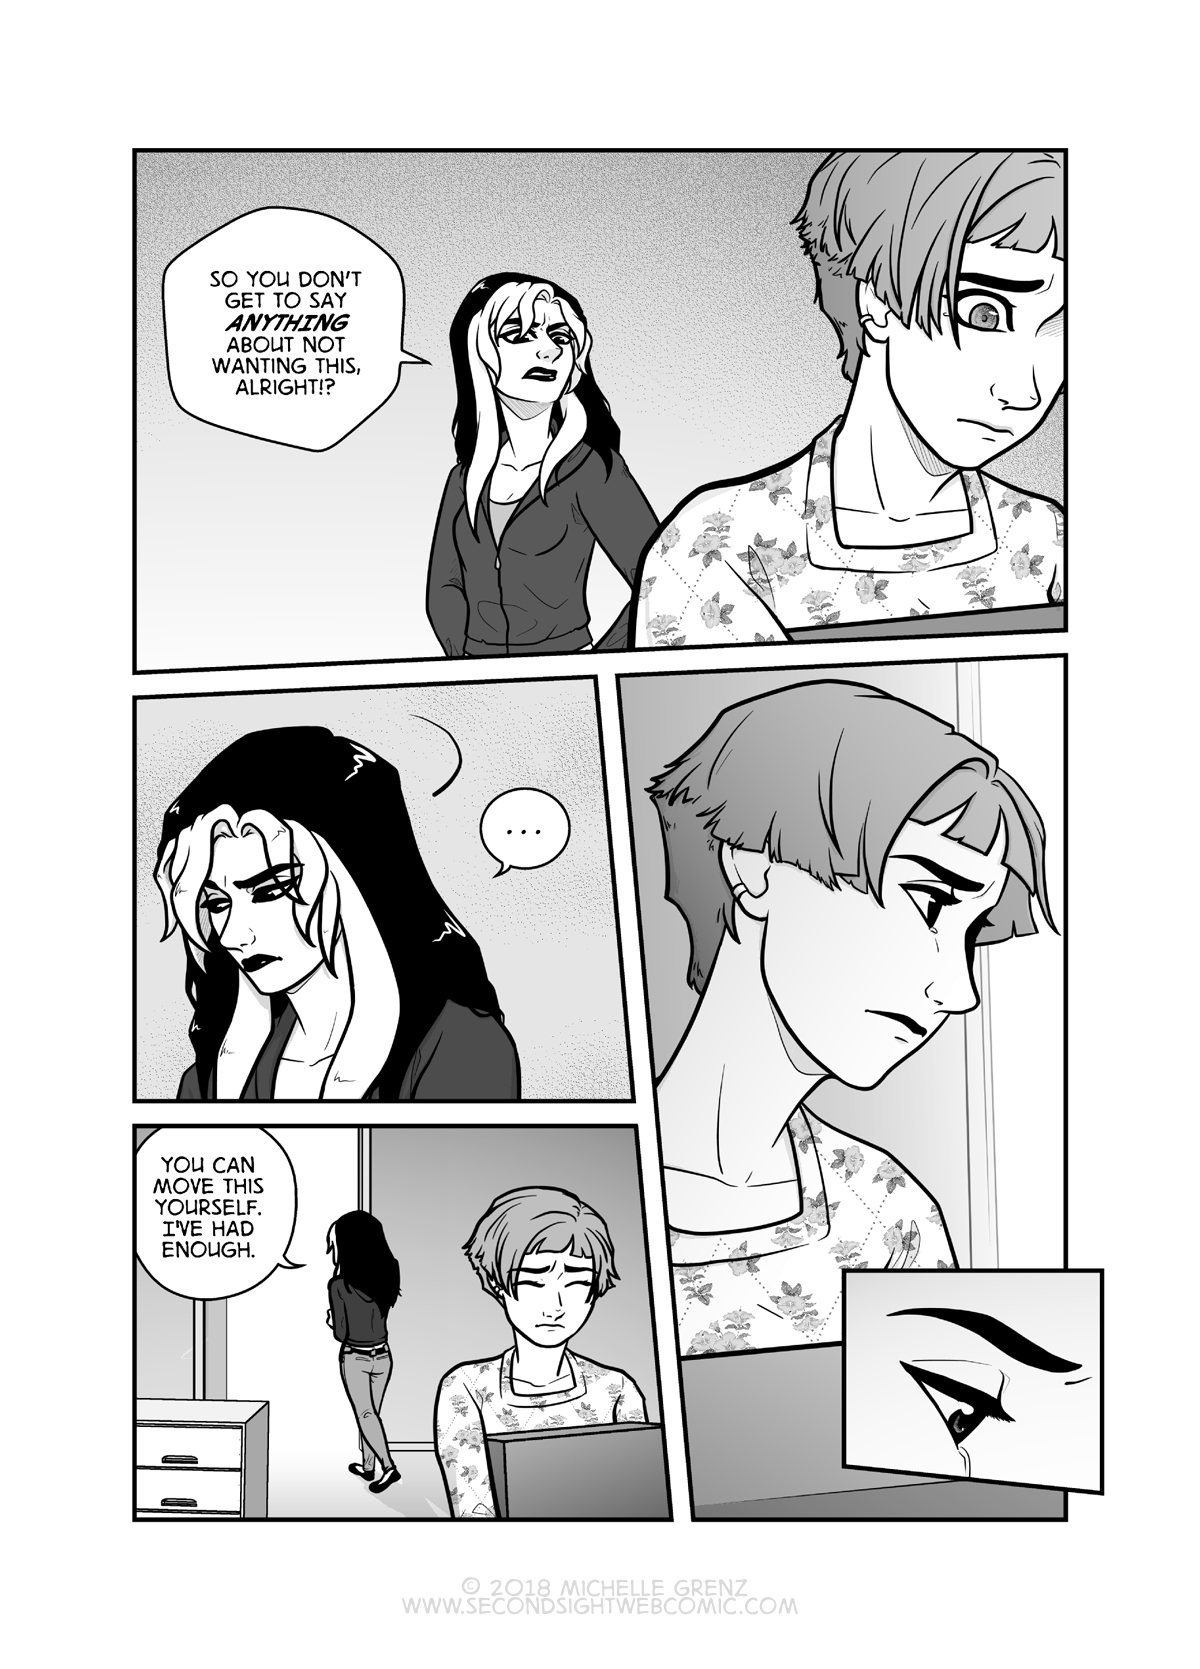 SO YOU DON'T
GET TO SAY
ANYTHING
ABOUT NOT
WANTING THIS,
ALRIGHT!?
...
YOU CAN
MOVE THIS
YOURSELF.
I'VE HAD
ENOUGH.
© 2018 MICHELLE GRENZ
WWW.SECONDSIGHTWEBCOMIC.COM